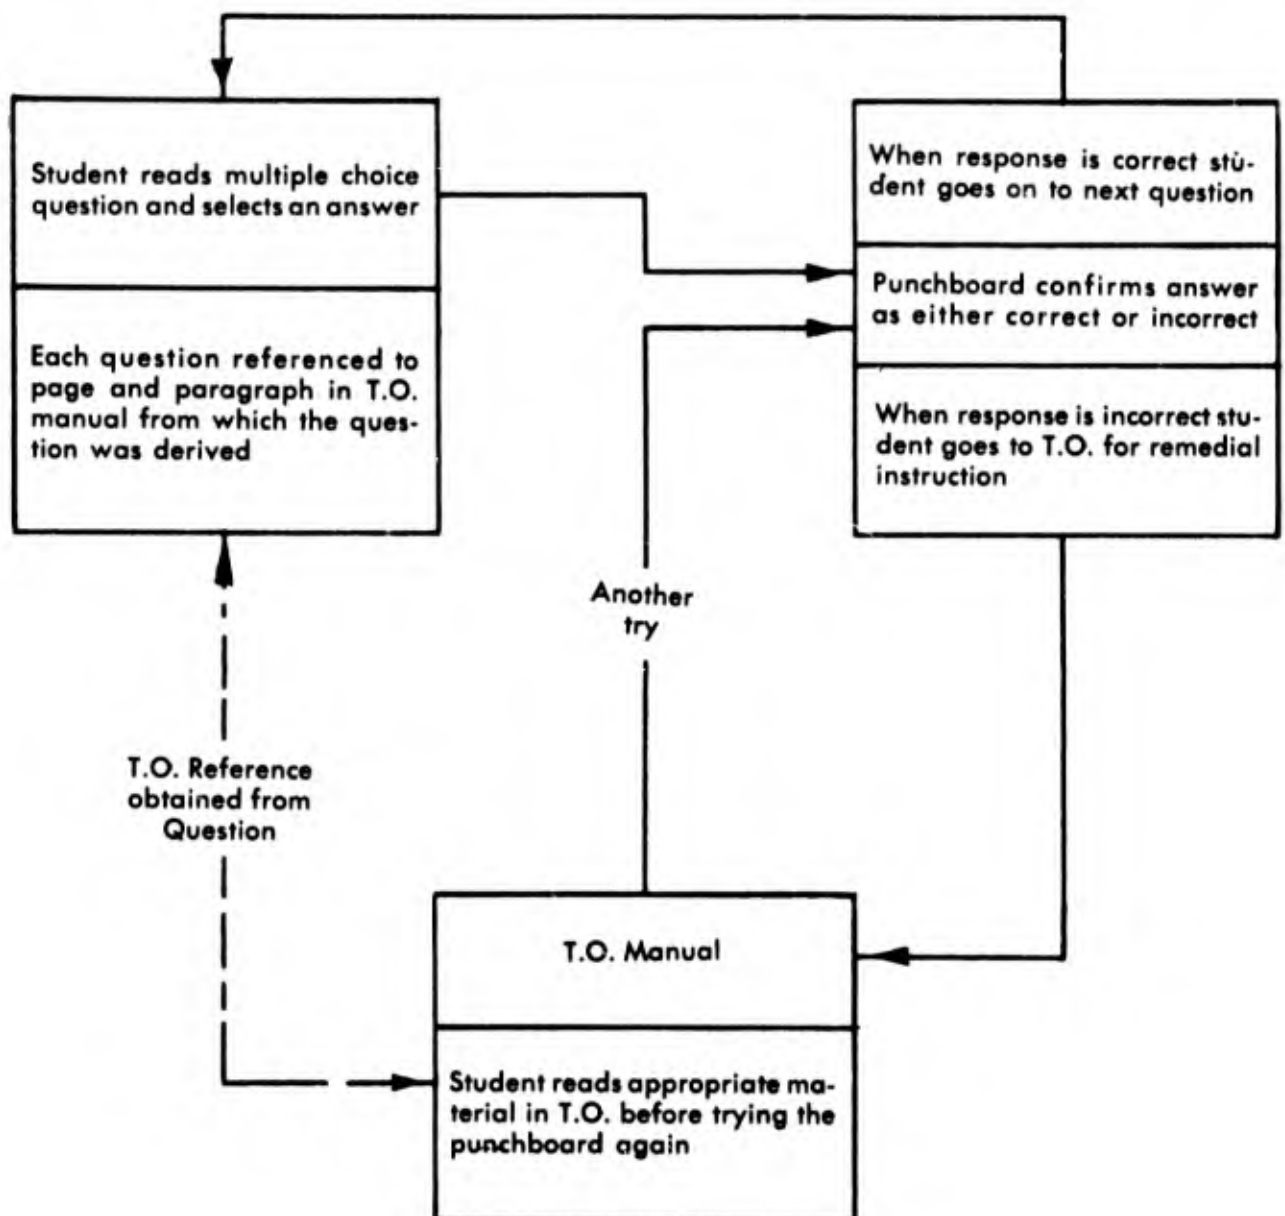 Student reads multiple choice
question and selects an answer
Each question referenced to
page and paragraph in T.O.
manual from which the ques-
tion was derived
When response is correct stu-
dent goes on to next question
Punchboard confirms answer
as either correct or incorrect
When response is incorrect stu-
dent goes to T.O. for remedial
instruction
Another
try
T.O. Reference
obtained from
Question
T.O. Manual
Student reads appropriate ma-
terial in T.O. before trying the
punchboard again